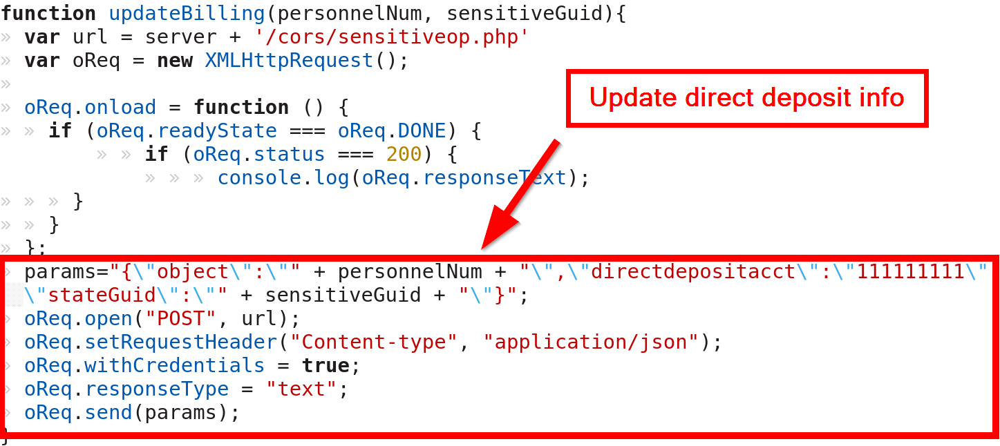 function updateBilling(personnelNum, sensitiveGuid){
» var url = server + '/cors/sensitiveop.php'
» var oReq = new XMLHttpRequest();
»
» oReq.onload = function () {
» » if (oReq.readyState === oReq.DONE) {
» » if (oReq.status === 200) {
» » » console.log(oReq.responseText);
» » » }
» » }
» };
Update direct deposit info
» params="{\"object\":\"" + personnelNum + "\",\"directdepositacct\":\"111111111\"
\"stateGuid\":\"" + sensitiveGuid + "\"}";
» oReq.open("POST", url);
» oReq.setRequestHeader("Content-type", "application/json");
» oReq.withCredentials = true;
» oReq.responseType = "text";
» oReq.send(params);
}